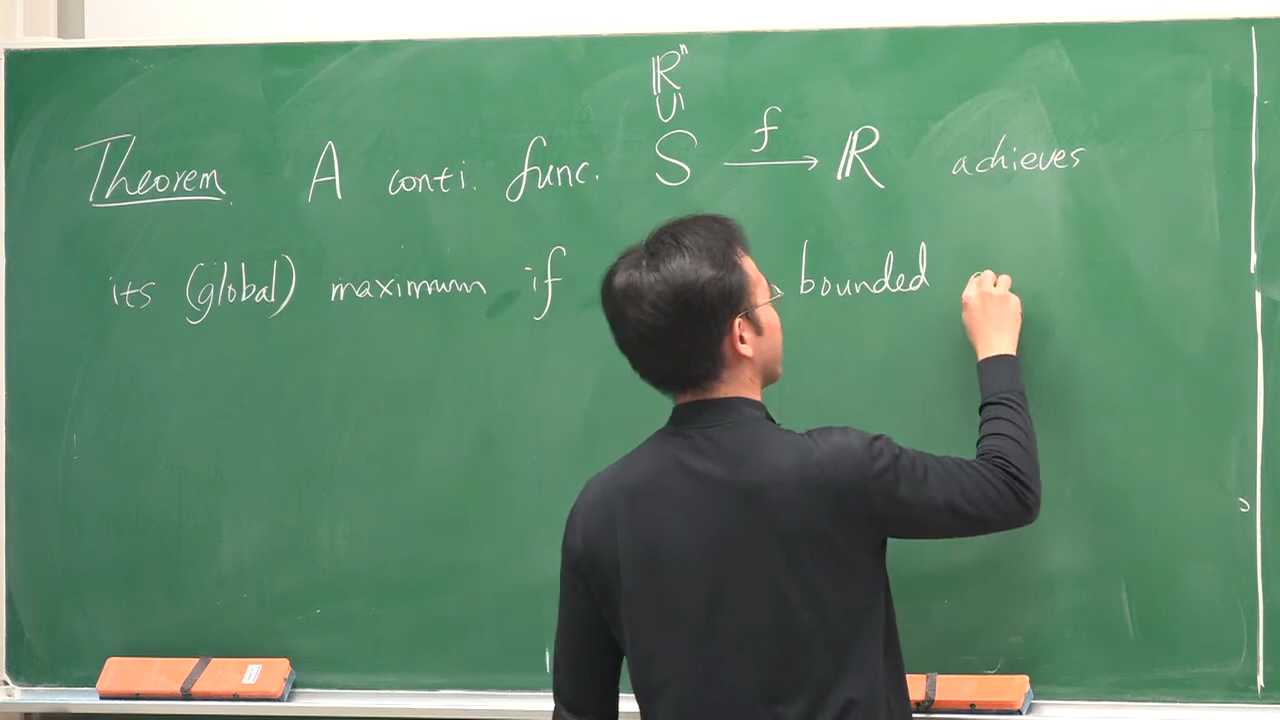 ℝⁿ
∪|
Theorem. A conti. func. S →f ℝ achieves
its (global) maximum if bounded